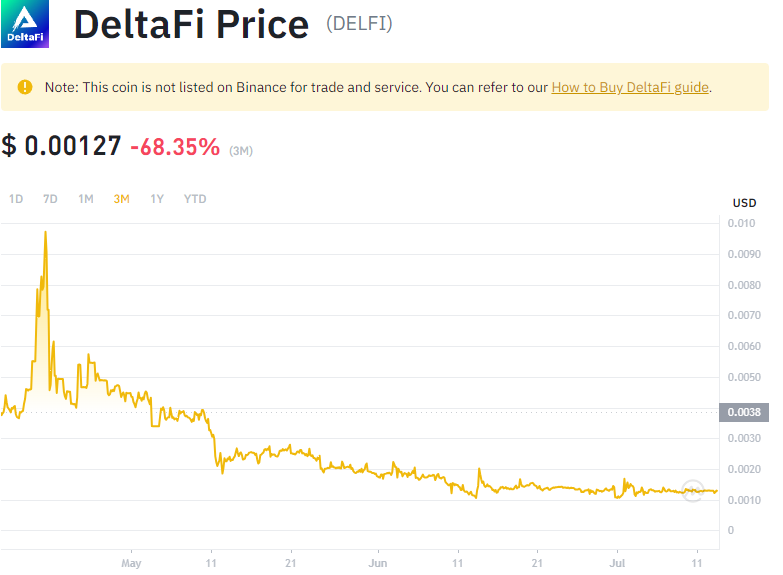 DeltaFi
DeltaFi Price (DELFI)
Note: This coin is not listed on Binance for trade and service. You can refer to our How to Buy DeltaFi guide.
$ 0.00127 -68.35% (3M)
1D 7D 1M 3M 1Y YTD
USD
0.010
0.0090
0.0080
0.0070
0.0060
0.0050
0.0038
0.0030
0.0020
0.0010
0
May 11 21 Jun 11 21 Jul 11